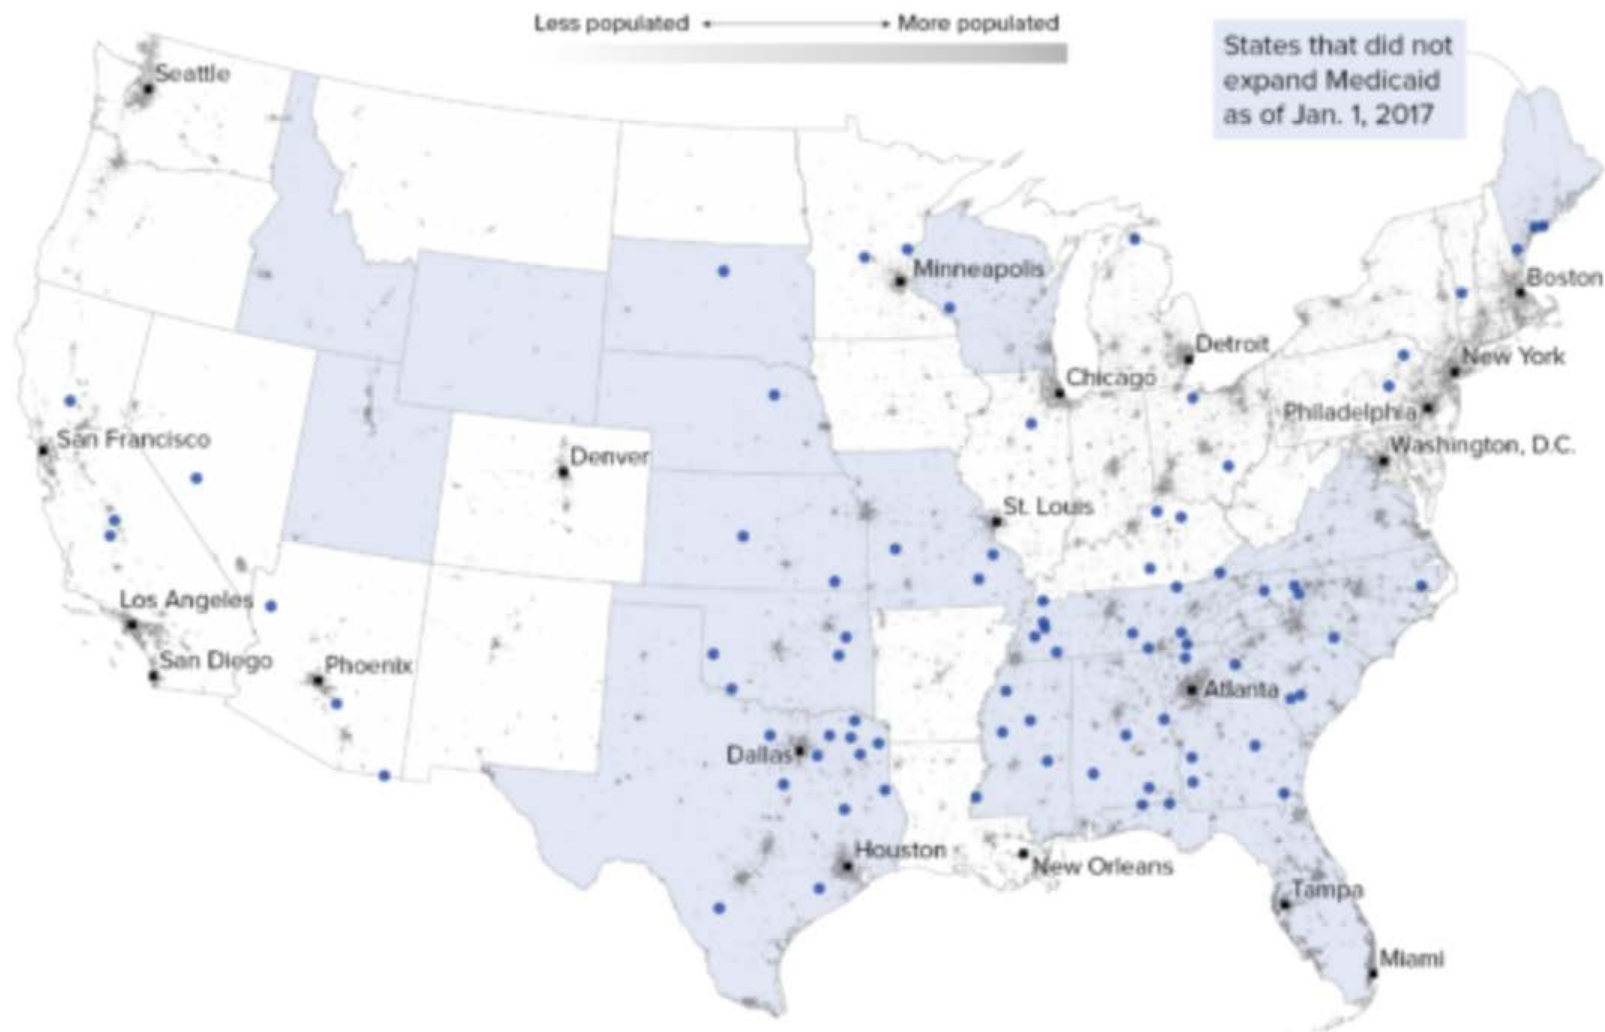 Less populated
More populated
States that did not
expand Medicaid
as of Jan. 1, 2017
Seattle
Minneapolis
Boston
Detroit
New York
Chicago
Philadelphia
San Francisco
Denver
Washington, D.C.
St. Louis
Los Angeles
San Diego
Phoenix
Atlanta
Dallas
Houston
New Orleans
Tampa
Miami